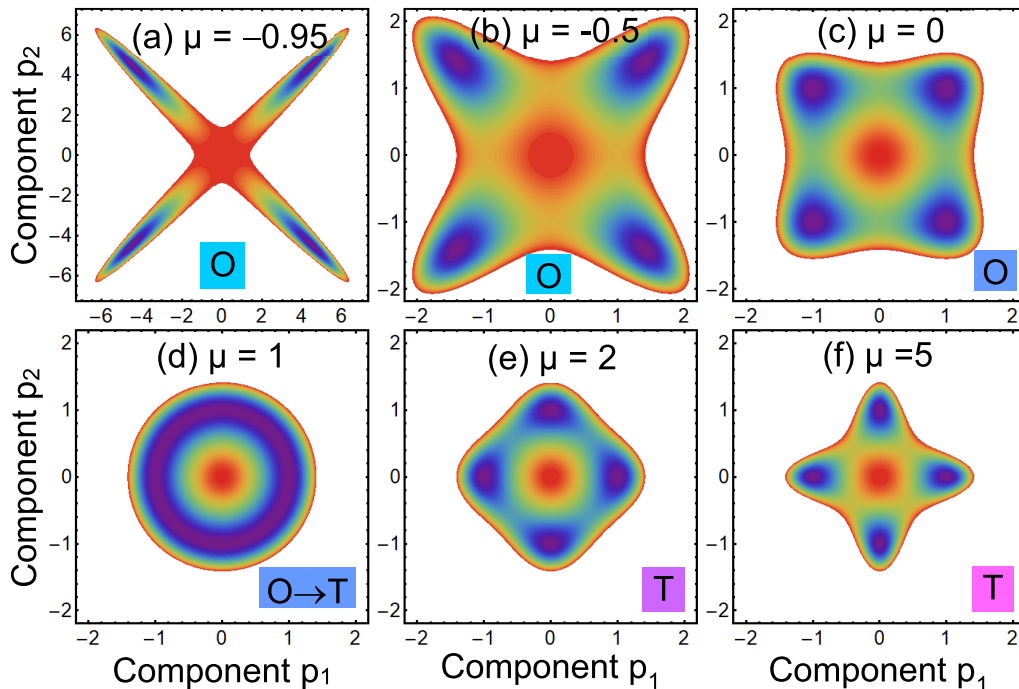 (a) μ = −0.95
(b) μ = -0.5
(c) μ = 0
Component p2
6
4
2
0
−2
−4
−6
2
1
0
−1
−2
2
1
0
−1
−2
O
O
O
−6 −4 −2 0 2 4 6
−2 −1 0 1 2
−2 −1 0 1 2
(d) μ = 1
(e) μ = 2
(f) μ =5
Component p2
2
1
0
−1
−2
2
1
0
−1
−2
2
1
0
−1
−2
O→T
T
T
−2 −1 0 1 2
−2 −1 0 1 2
−2 −1 0 1 2
Component p1
Component p1
Component p1